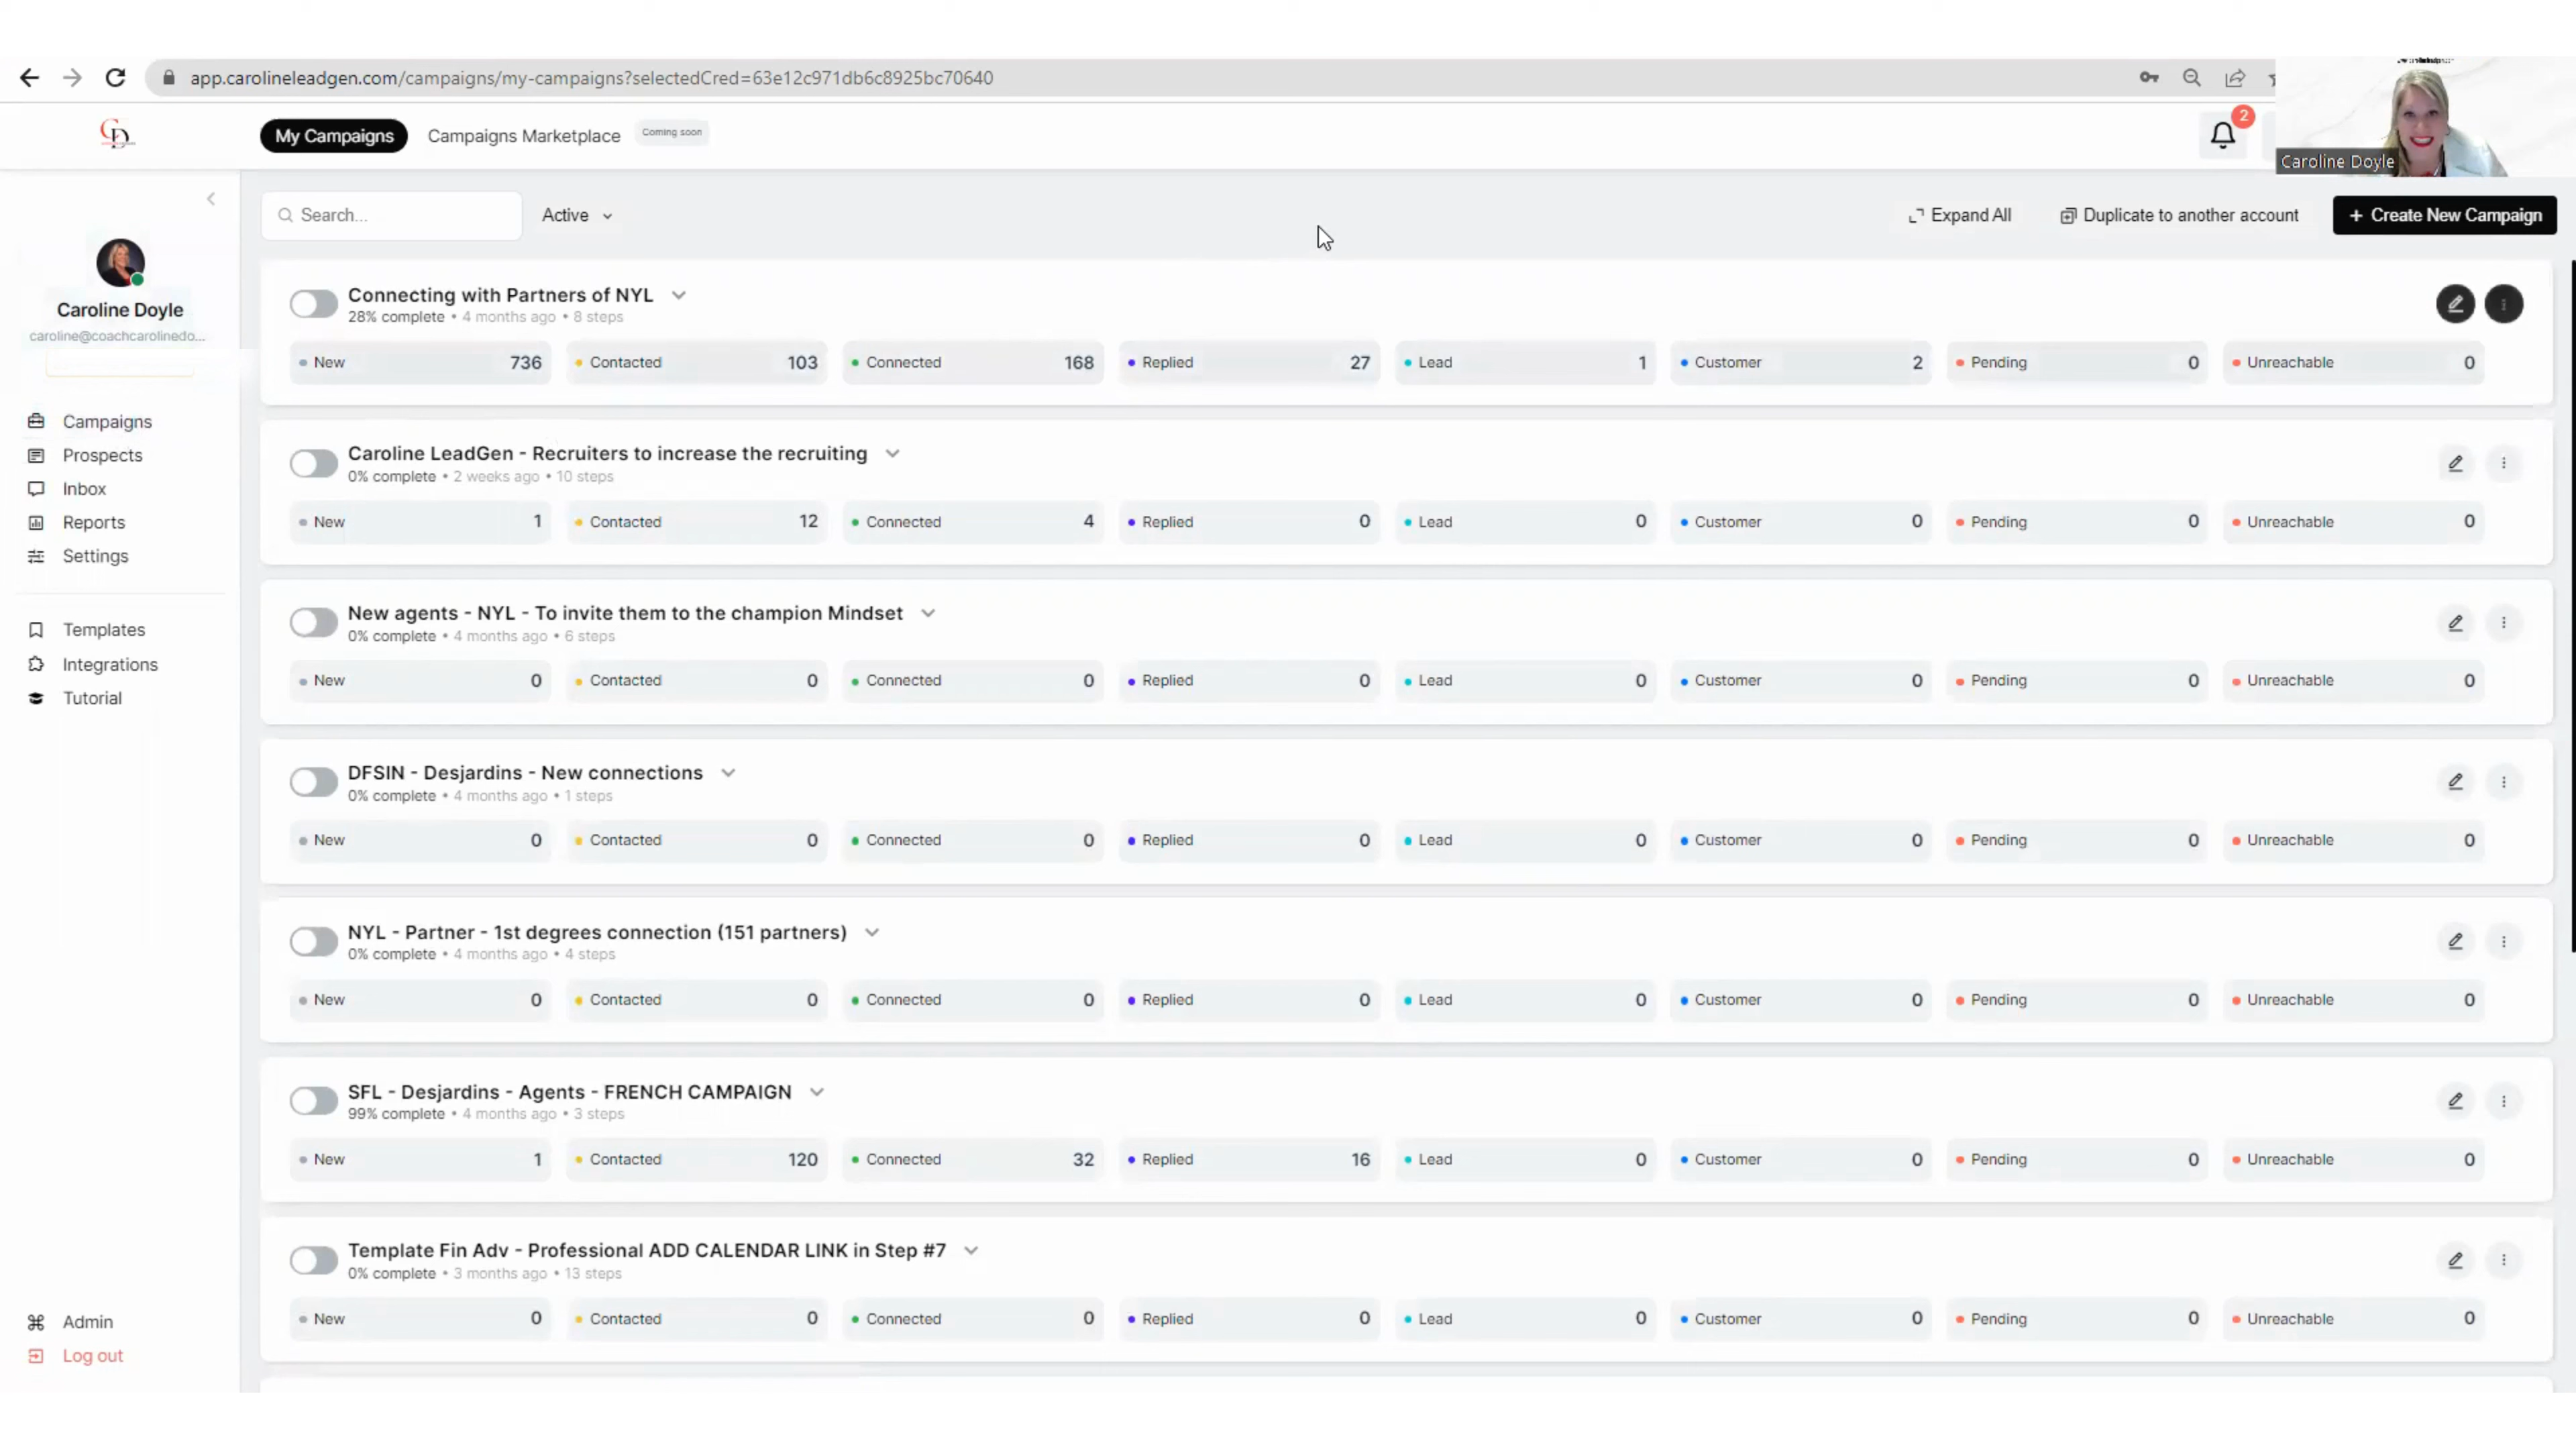 app.carolineleadgen.com/campaigns/my-campaigns?selectedCred=63e12c971db6c8925bc70640
My Campaigns Campaigns Marketplace Coming soon 2
Caroline Doyle
Search... Active Expand All Duplicate to another account + Create New Campaign
Caroline Doyle
caroline@coachcarolinedo...
Campaigns
Prospects
Inbox
Reports
Settings
Templates
Integrations
Tutorial
Admin
Log out
Connecting with Partners of NYL
28% complete • 4 months ago • 8 steps
New 736 Contacted 103 Connected 168 Replied 27 Lead 1 Customer 2 Pending 0 Unreachable 0
Caroline LeadGen - Recruiters to increase the recruiting
0% complete • 2 weeks ago • 10 steps
New 1 Contacted 12 Connected 4 Replied 0 Lead 0 Customer 0 Pending 0 Unreachable 0
New agents - NYL - To invite them to the champion Mindset
0% complete • 4 months ago • 6 steps
New 0 Contacted 0 Connected 0 Replied 0 Lead 0 Customer 0 Pending 0 Unreachable 0
DFSIN - Desjardins - New connections
0% complete • 4 months ago • 1 steps
New 0 Contacted 0 Connected 0 Replied 0 Lead 0 Customer 0 Pending 0 Unreachable 0
NYL - Partner - 1st degrees connection (151 partners)
0% complete • 4 months ago • 4 steps
New 0 Contacted 0 Connected 0 Replied 0 Lead 0 Customer 0 Pending 0 Unreachable 0
SFL - Desjardins - Agents - FRENCH CAMPAIGN
99% complete • 4 months ago • 3 steps
New 1 Contacted 120 Connected 32 Replied 16 Lead 0 Customer 0 Pending 0 Unreachable 0
Template Fin Adv - Professional ADD CALENDAR LINK in Step #7
0% complete • 3 months ago • 13 steps
New 0 Contacted 0 Connected 0 Replied 0 Lead 0 Customer 0 Pending 0 Unreachable 0